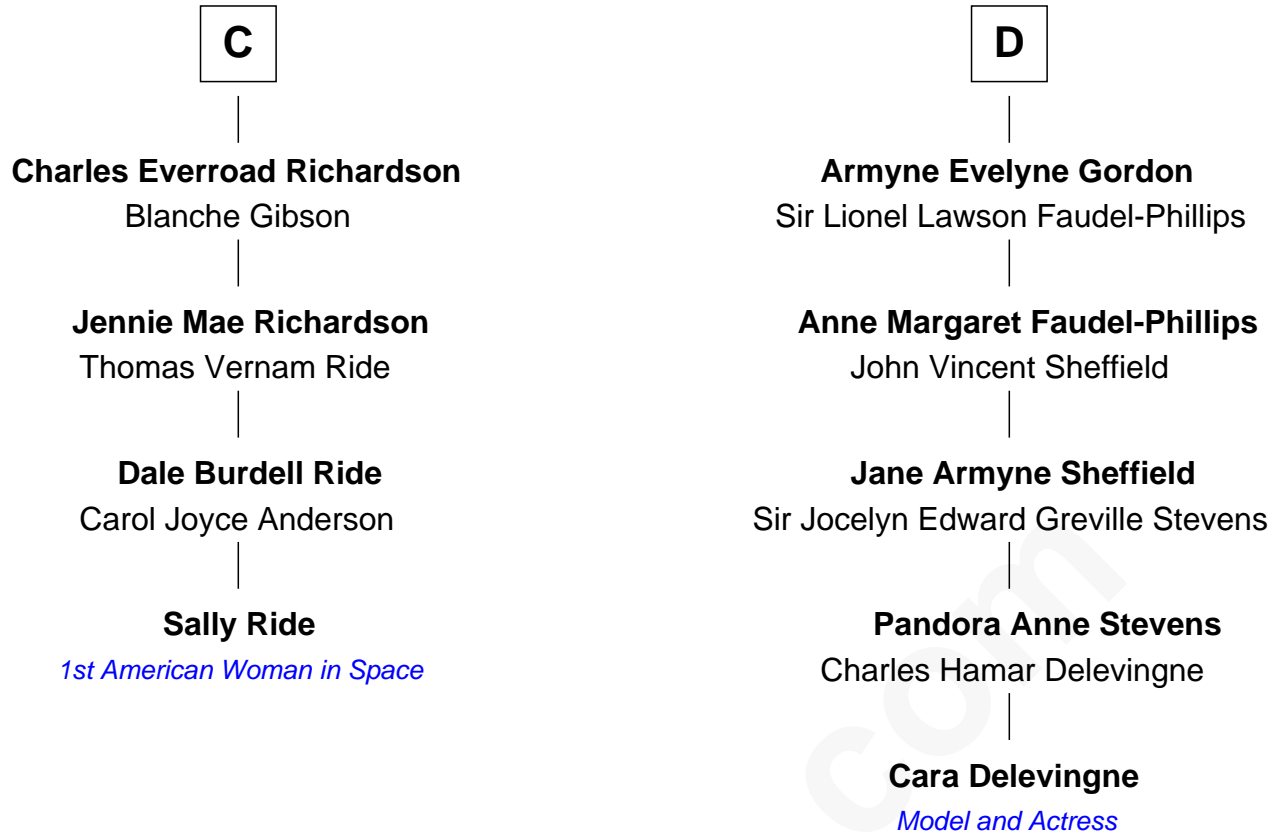 C
Charles Everroad Richardson
Blanche Gibson
Jennie Mae Richardson
Thomas Vernam Ride
Dale Burdell Ride
Carol Joyce Anderson
Sally Ride
1st American Woman in Space
D
Armyne Evelyne Gordon
Sir Lionel Lawson Faudel-Phillips
Anne Margaret Faudel-Phillips
John Vincent Sheffield
Jane Armyne Sheffield
Sir Jocelyn Edward Greville Stevens
Pandora Anne Stevens
Charles Hamar Delevingne
Cara Delevingne
Model and Actress
com